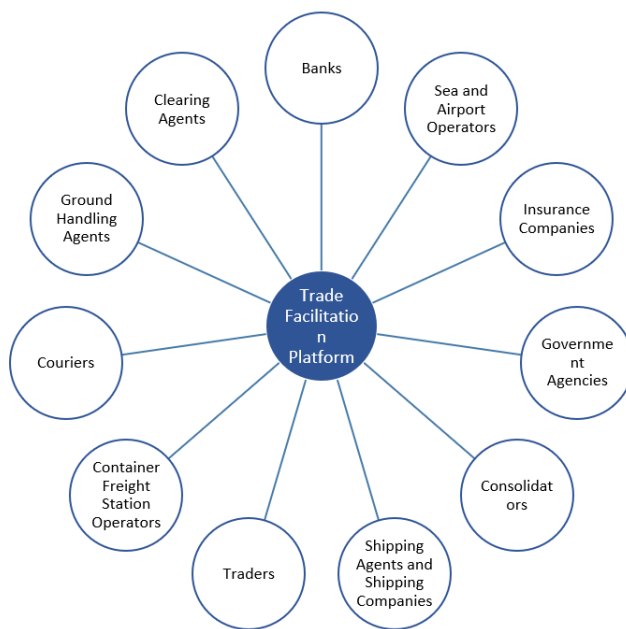 Banks
Sea and
Airport
Operators
Insurance
Companies
Governme
nt
Agencies
Consolidat
ors
Shipping
Agents and
Shipping
Companies
Traders
Container
Freight
Station
Operators
Couriers
Ground
Handling
Agents
Clearing
Agents
Trade
Facilitatio
n
Platform